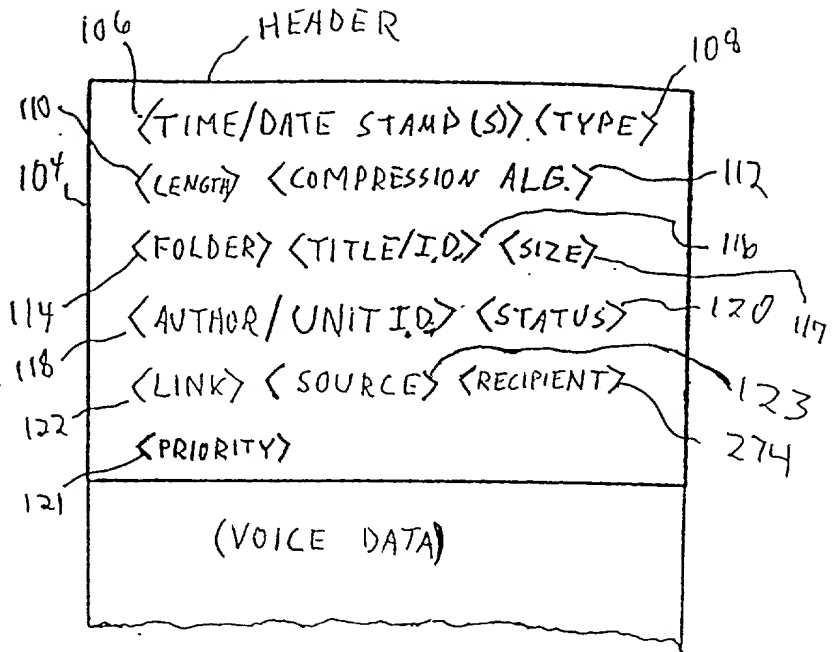 106 HEADER 108
<TIME/DATE STAMP(S)> <TYPE>
110
104 <LENGTH> <COMPRESSION ALG.> 112
<FOLDER> <TITLE/I.D.> <SIZE> 116
114 <AUTHOR/UNIT I.D.> <STATUS> 120 117
118
<LINK> <SOURCE> <RECIPIENT> 123
122
<PRIORITY> 274
121
(VOICE DATA)